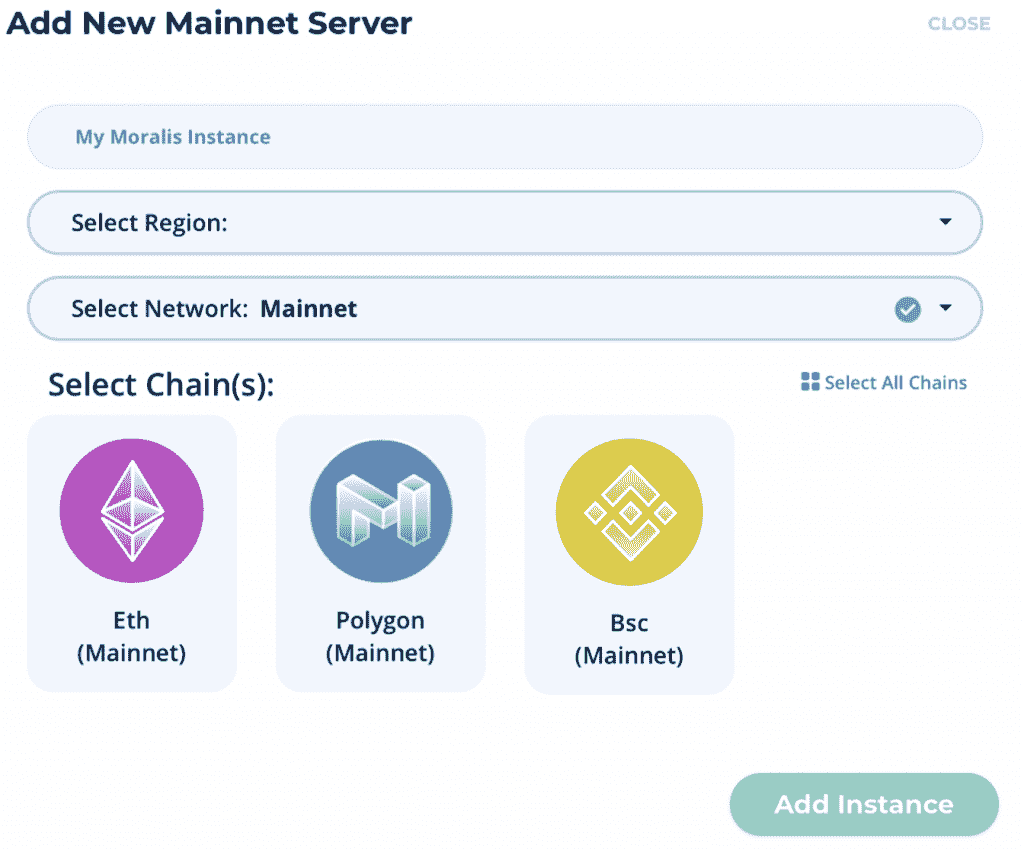 Add New Mainnet Server
CLOSE
My Moralis Instance
Select Region:
Select Network: Mainnet
Select Chain(s):
Select All Chains
Eth
(Mainnet)
Polygon
(Mainnet)
Bsc
(Mainnet)
Add Instance